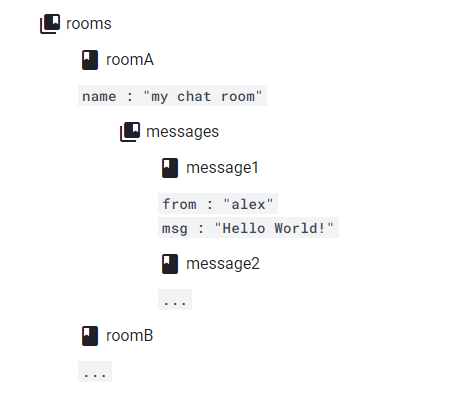 rooms
roomA
name : "my chat room"
messages
message1
from : "alex"
msg : "Hello World!"
message2
...
roomB
...